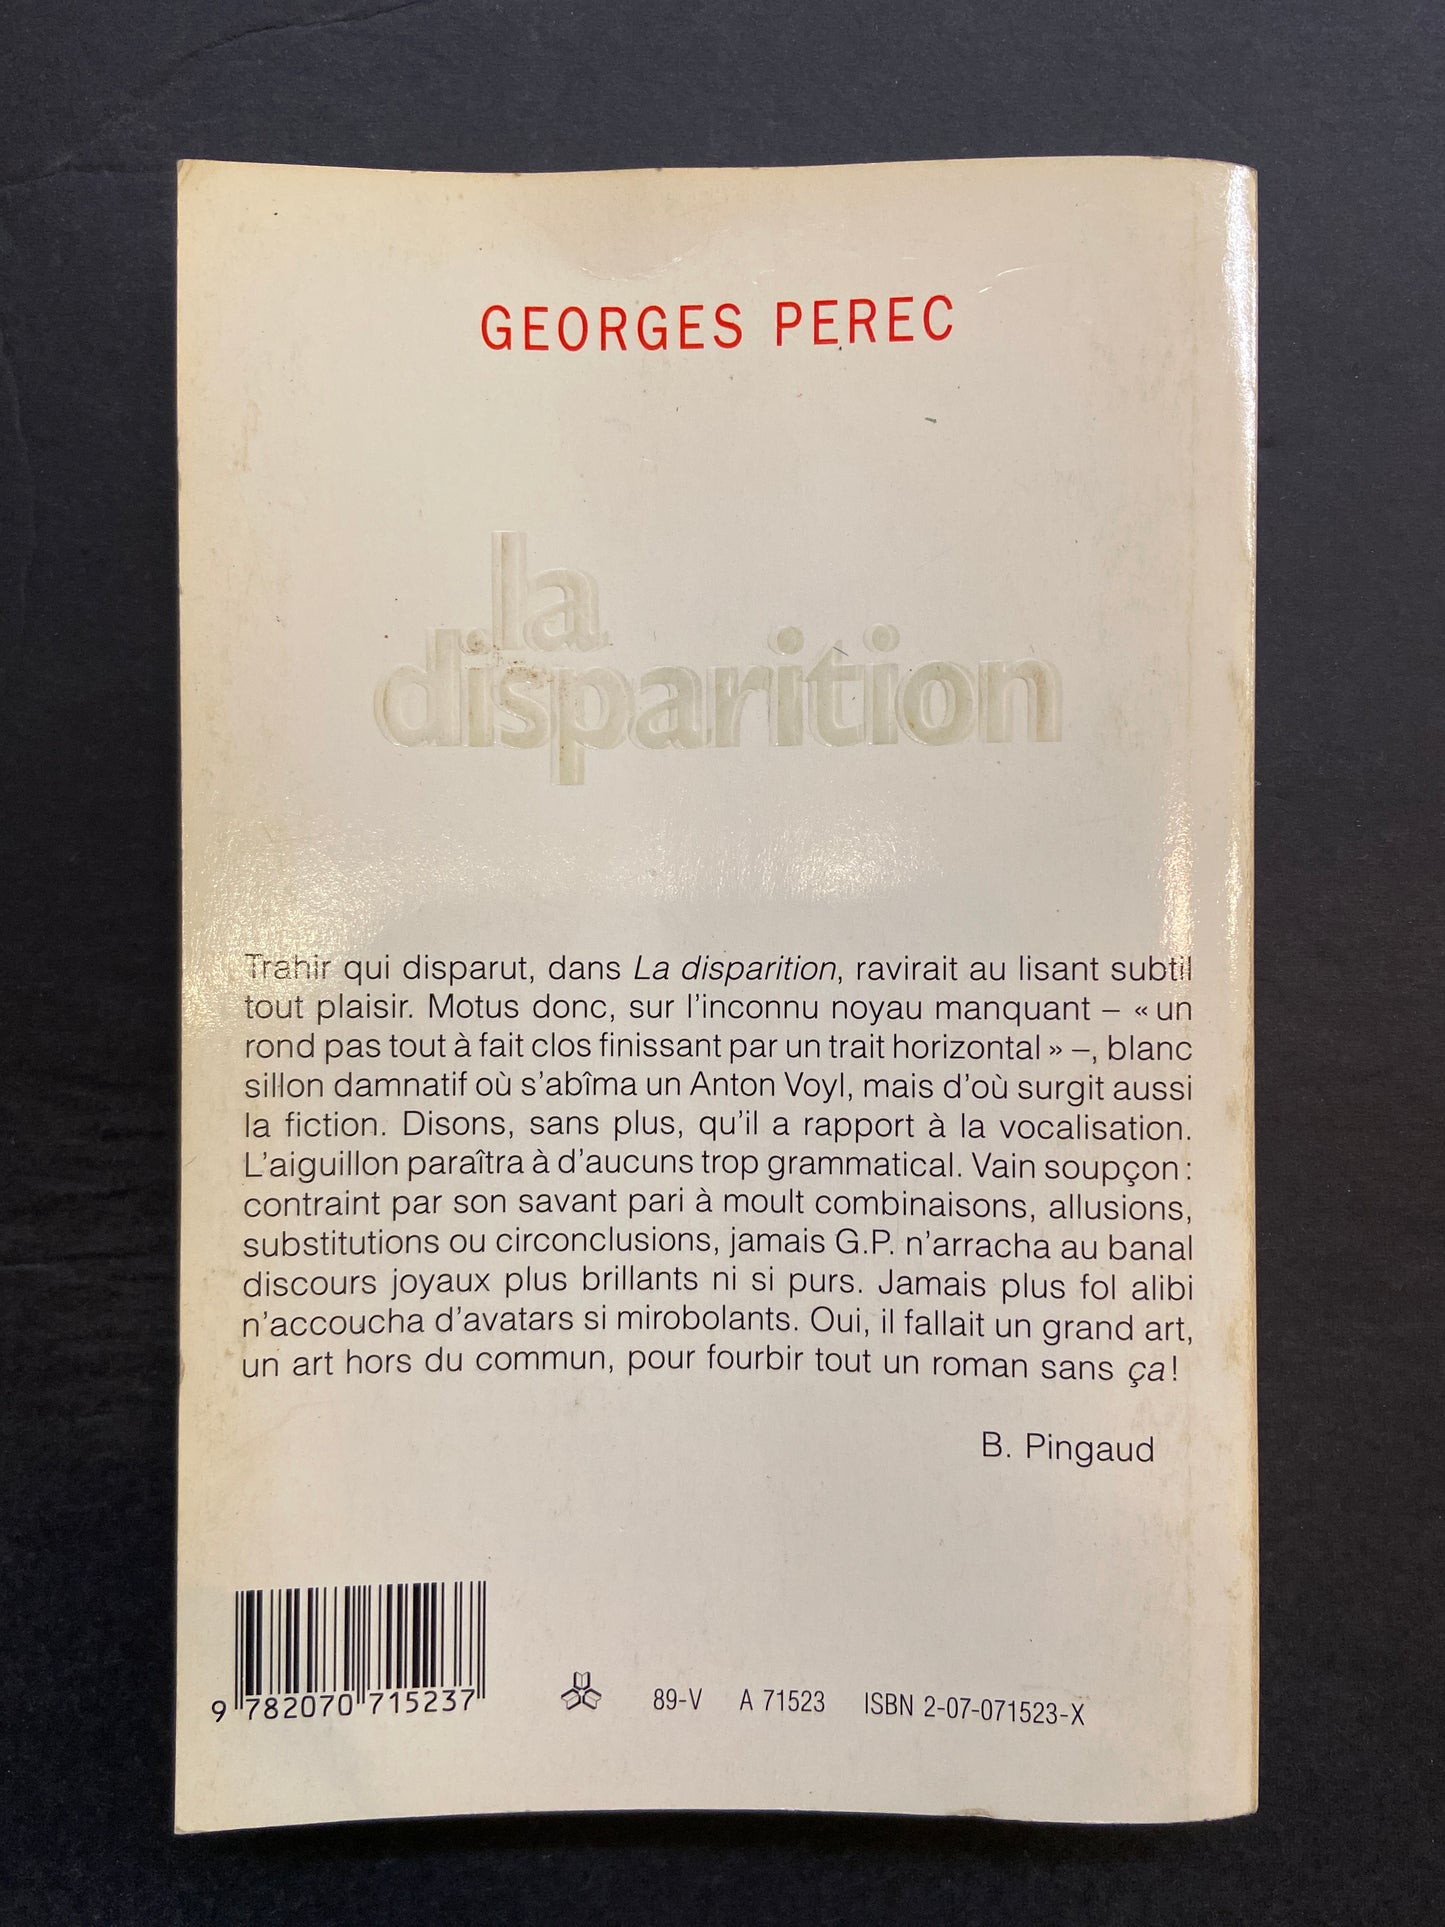 GEORGES PEREC
la
disparition
Trahir qui disparut, dans La disparition, ravirait au lisant subtil
tout plaisir. Motus donc, sur l'inconnu noyau manquant – « un
rond pas tout à fait clos finissant par un trait horizontal » –, blanc
sillon damnatif où s'abîma un Anton Voyl, mais d'où surgit aussi
la fiction. Disons, sans plus, qu'il a rapport à la vocalisation.
L'aiguillon paraîtra à d'aucuns trop grammatical. Vain soupçon :
contraint par son savant pari à moult combinaisons, allusions,
substitutions ou circonclusions, jamais G.P. n'arracha au banal
discours joyaux plus brillants ni si purs. Jamais plus fol alibi
n'accoucha d'avatars si mirobolants. Oui, il fallait un grand art,
un art hors du commun, pour fourbir tout un roman sans ça !
B. Pingaud
9 782070 715237 89-V A 71523 ISBN 2-07-071523-X